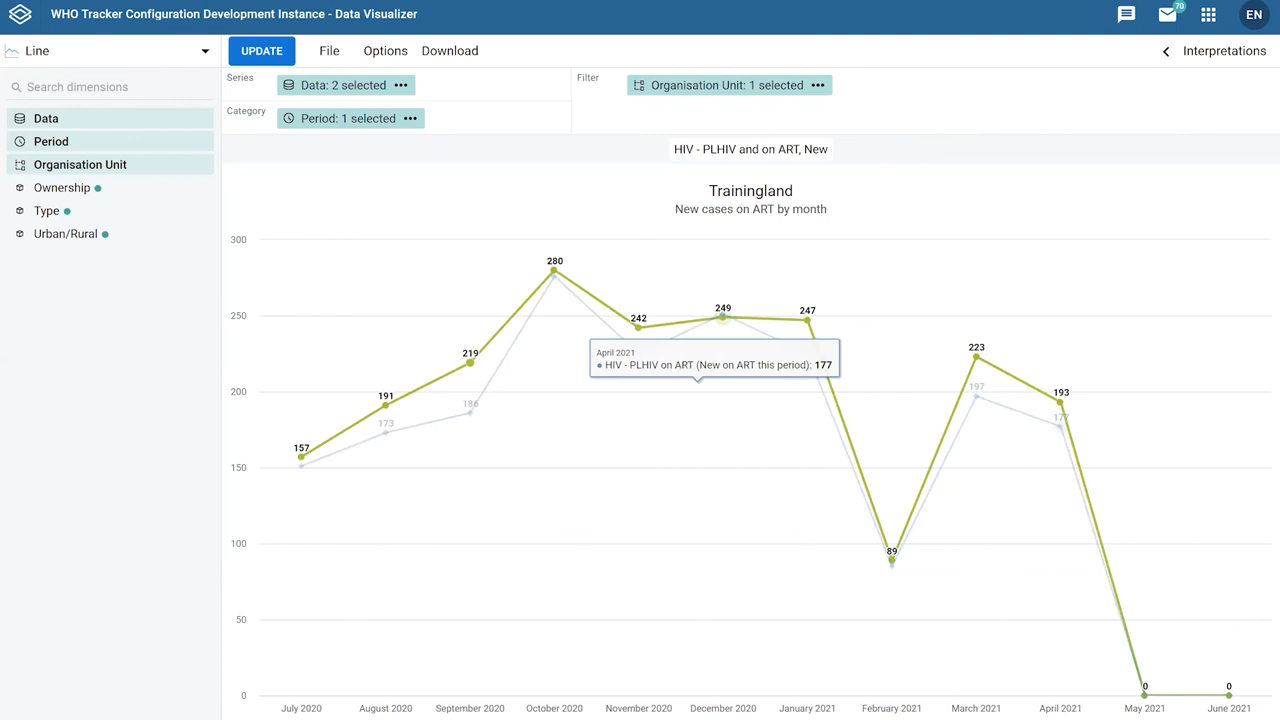 WHO Tracker Configuration Development Instance - Data Visualizer
70
EN
Line
UPDATE
File
Options
Download
Interpretations
Search dimensions
Data
Period
Organisation Unit
Ownership
Type
Urban/Rural
Series
Data: 2 selected
Filter
Organisation Unit: 1 selected
Category
Period: 1 selected
HIV - PLHIV and on ART, New
Trainingland
New cases on ART by month
300
250
200
150
100
50
0
157
191
219
280
242
249
247
89
223
193
0
0
173
186
197
177
April 2021
HIV - PLHIV on ART (New on ART this period): 177
July 2020
August 2020
September 2020
October 2020
November 2020
December 2020
January 2021
February 2021
March 2021
April 2021
May 2021
June 2021